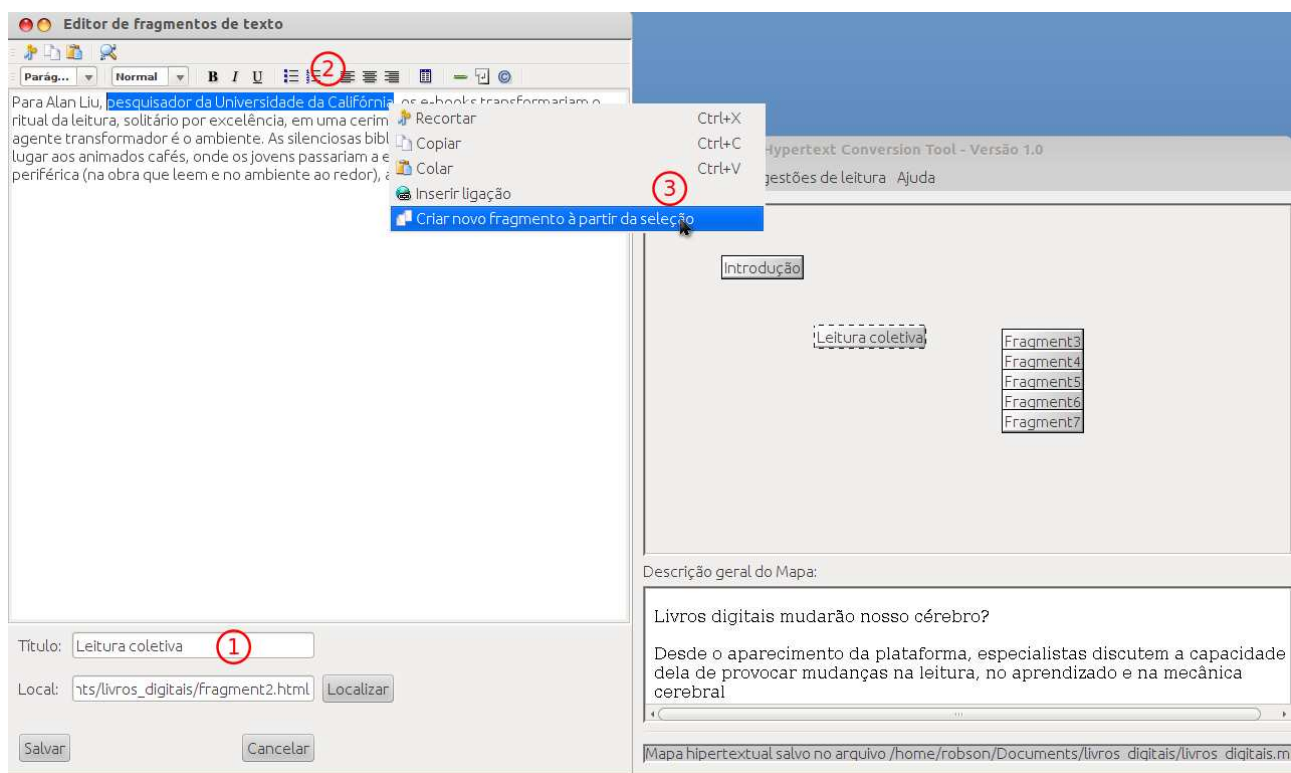 Editor de fragmentos de texto
Parág...
Normal
B I U
2
Para Alan Liu, pesquisador da Universidade da Califórnia, os e-books transformariam o
ritual da leitura, solitário por excelência, em uma cerim
agente transformador é o ambiente. As silenciosas bibl
lugar aos animados cafés, onde os jovens passariam a e
periférica (na obra que leem e no ambiente ao redor), a
Recortar Ctrl+X
Copiar Ctrl+C
Colar Ctrl+V
Inserir ligação
3
Criar novo fragmento à partir da seleção
Título: Leitura coletiva
1
Local: nts/livros_digitais/fragment2.html Localizar
Salvar Cancelar
Hypertext Conversion Tool - Versão 1.0
gestões de leitura Ajuda
Introdução
Leitura coletiva
Fragment3
Fragment4
Fragment5
Fragment6
Fragment7
Descrição geral do Mapa:
Livros digitais mudarão nosso cérebro?
Desde o aparecimento da plataforma, especialistas discutem a capacidade
dela de provocar mudanças na leitura, no aprendizado e na mecânica
cerebral
Mapa hipertextual salvo no arquivo /home/robson/Documents/livros_digitais/livros_digitais.m